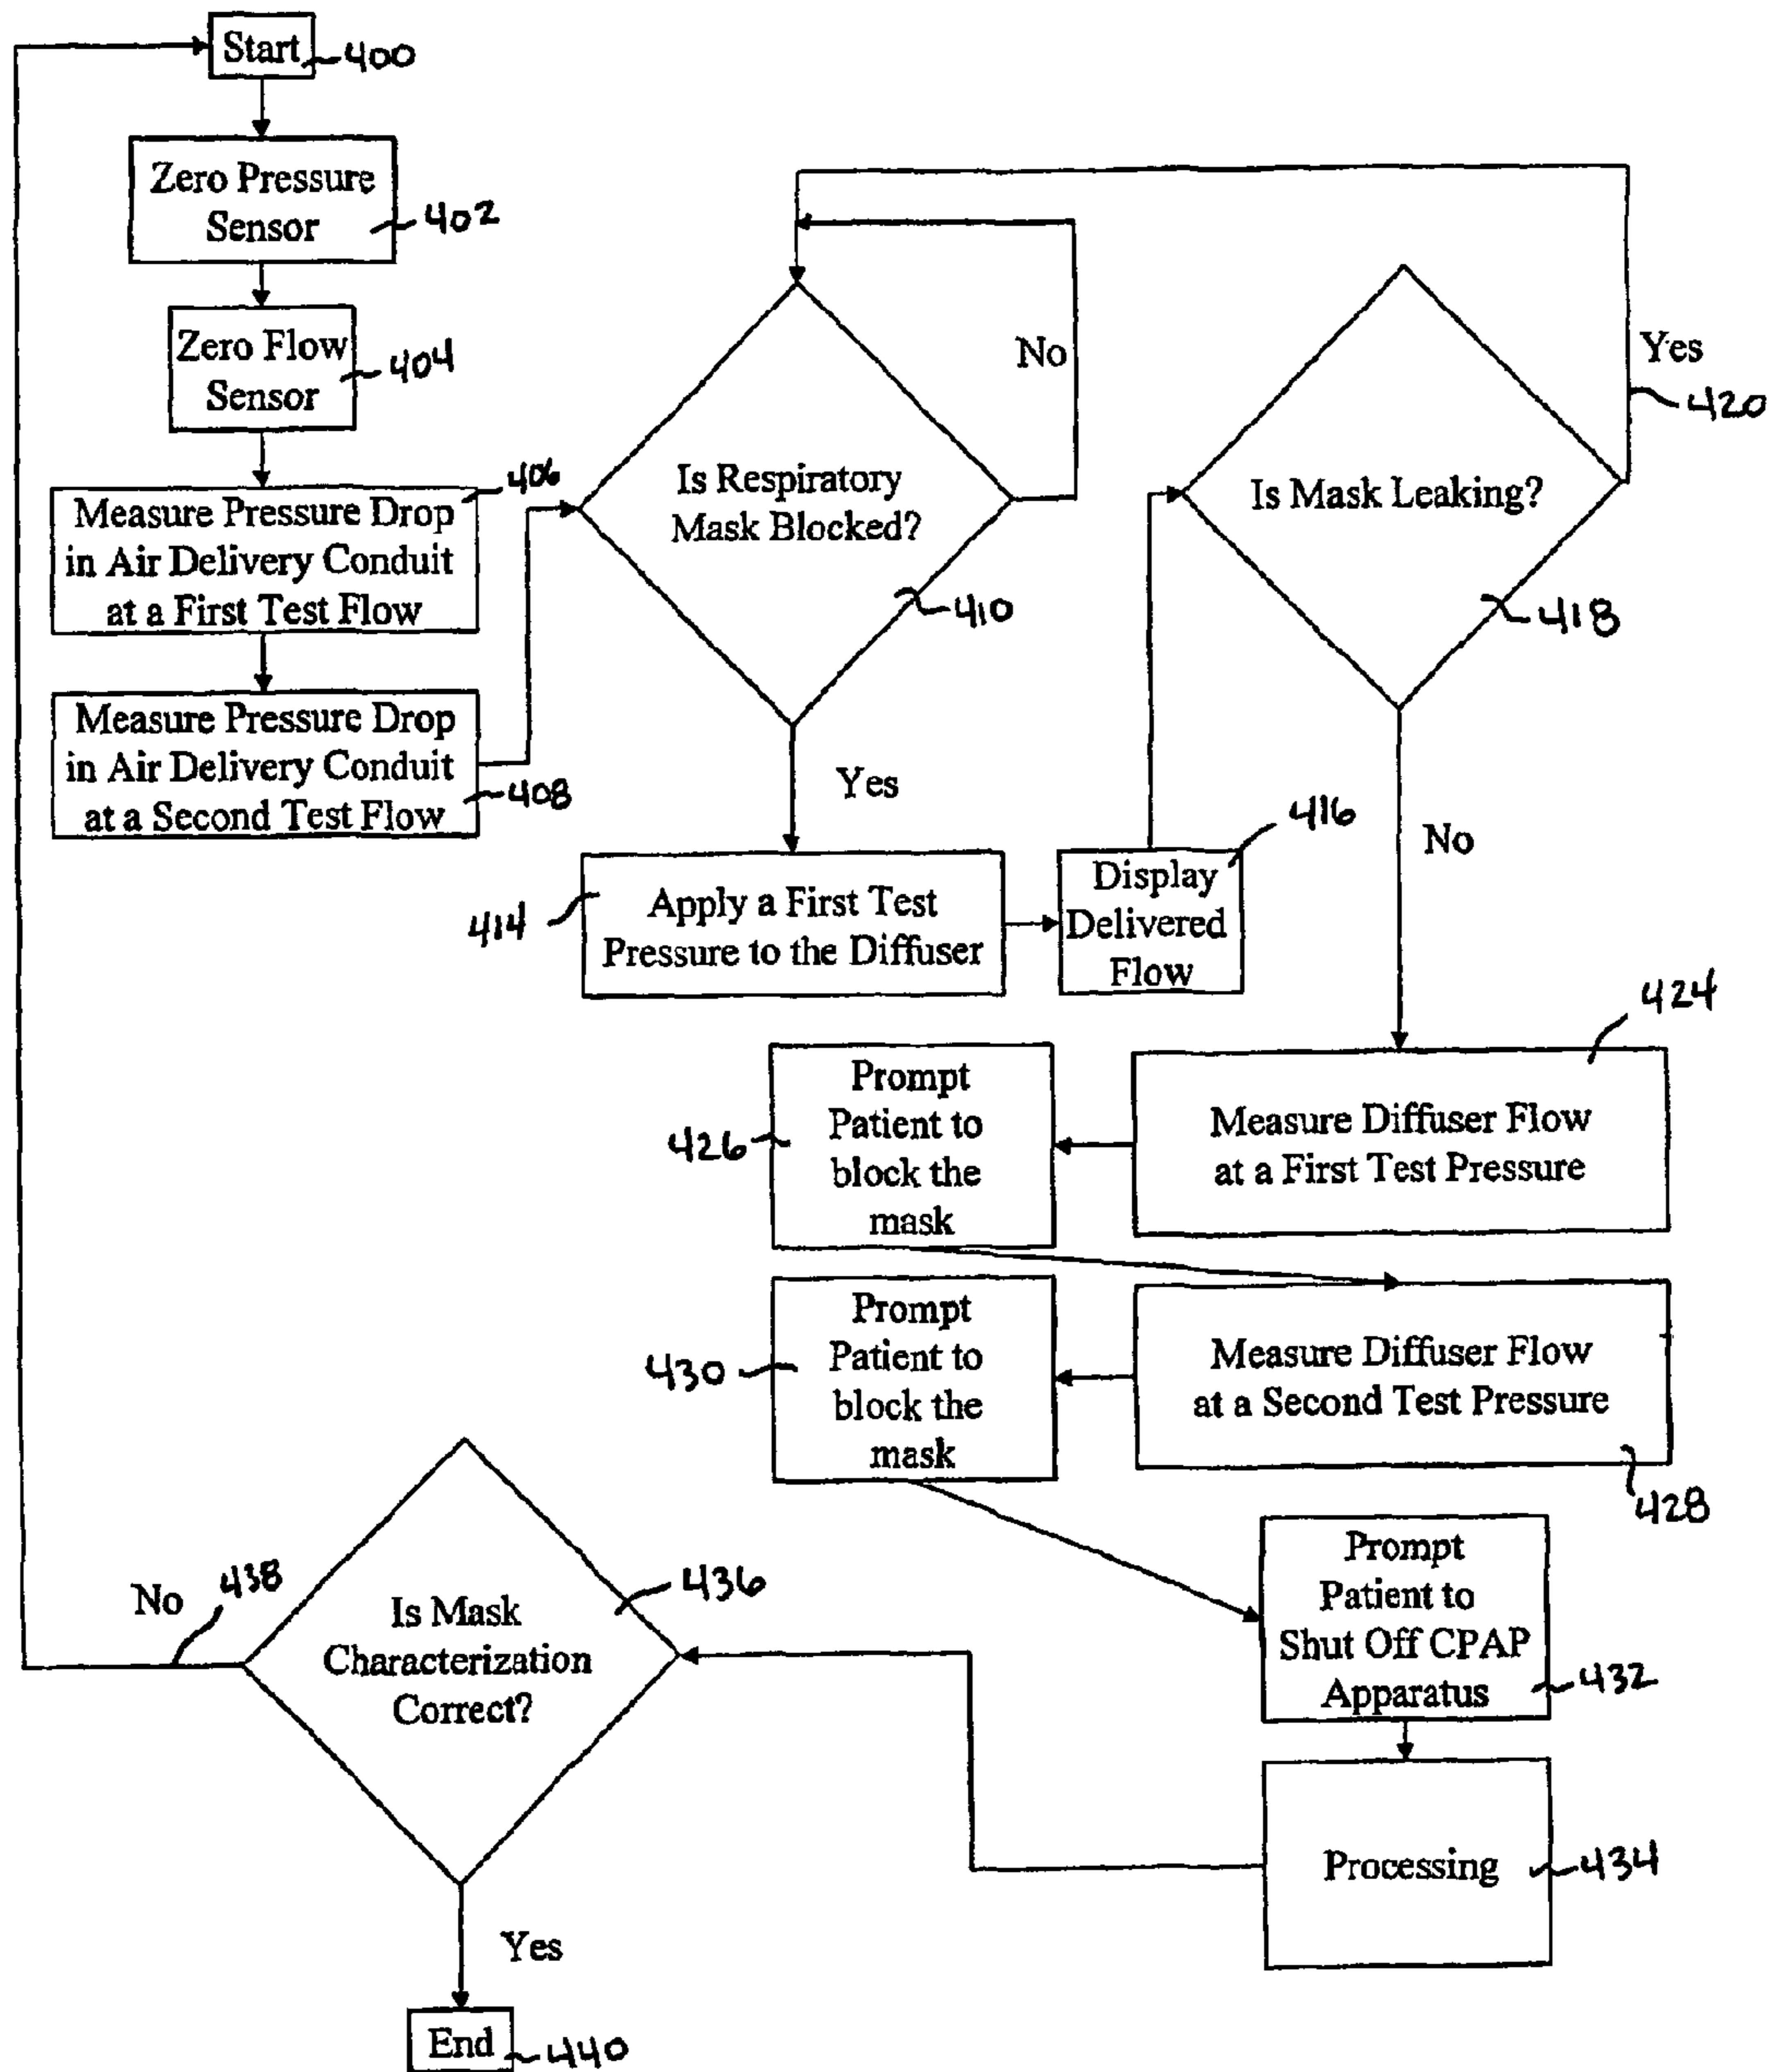 Start
400
Zero Pressure
Sensor
402
Zero Flow
Sensor
404
Measure Pressure Drop
in Air Delivery Conduit
at a First Test Flow
406
Measure Pressure Drop
in Air Delivery Conduit
at a Second Test Flow
408
Is Respiratory
Mask Blocked?
410
No
Yes
414
Apply a First Test
Pressure to the Diffuser
Display
Delivered
Flow
416
Is Mask Leaking?
418
Yes
420
No
Measure Diffuser Flow
at a First Test Pressure
424
Prompt
Patient to
block the
mask
426
Measure Diffuser Flow
at a Second Test Pressure
428
Prompt
Patient to
block the
mask
430
Prompt
Patient to
Shut Off CPAP
Apparatus
432
Processing
434
Is Mask
Characterization
Correct?
436
No
438
Yes
End
440